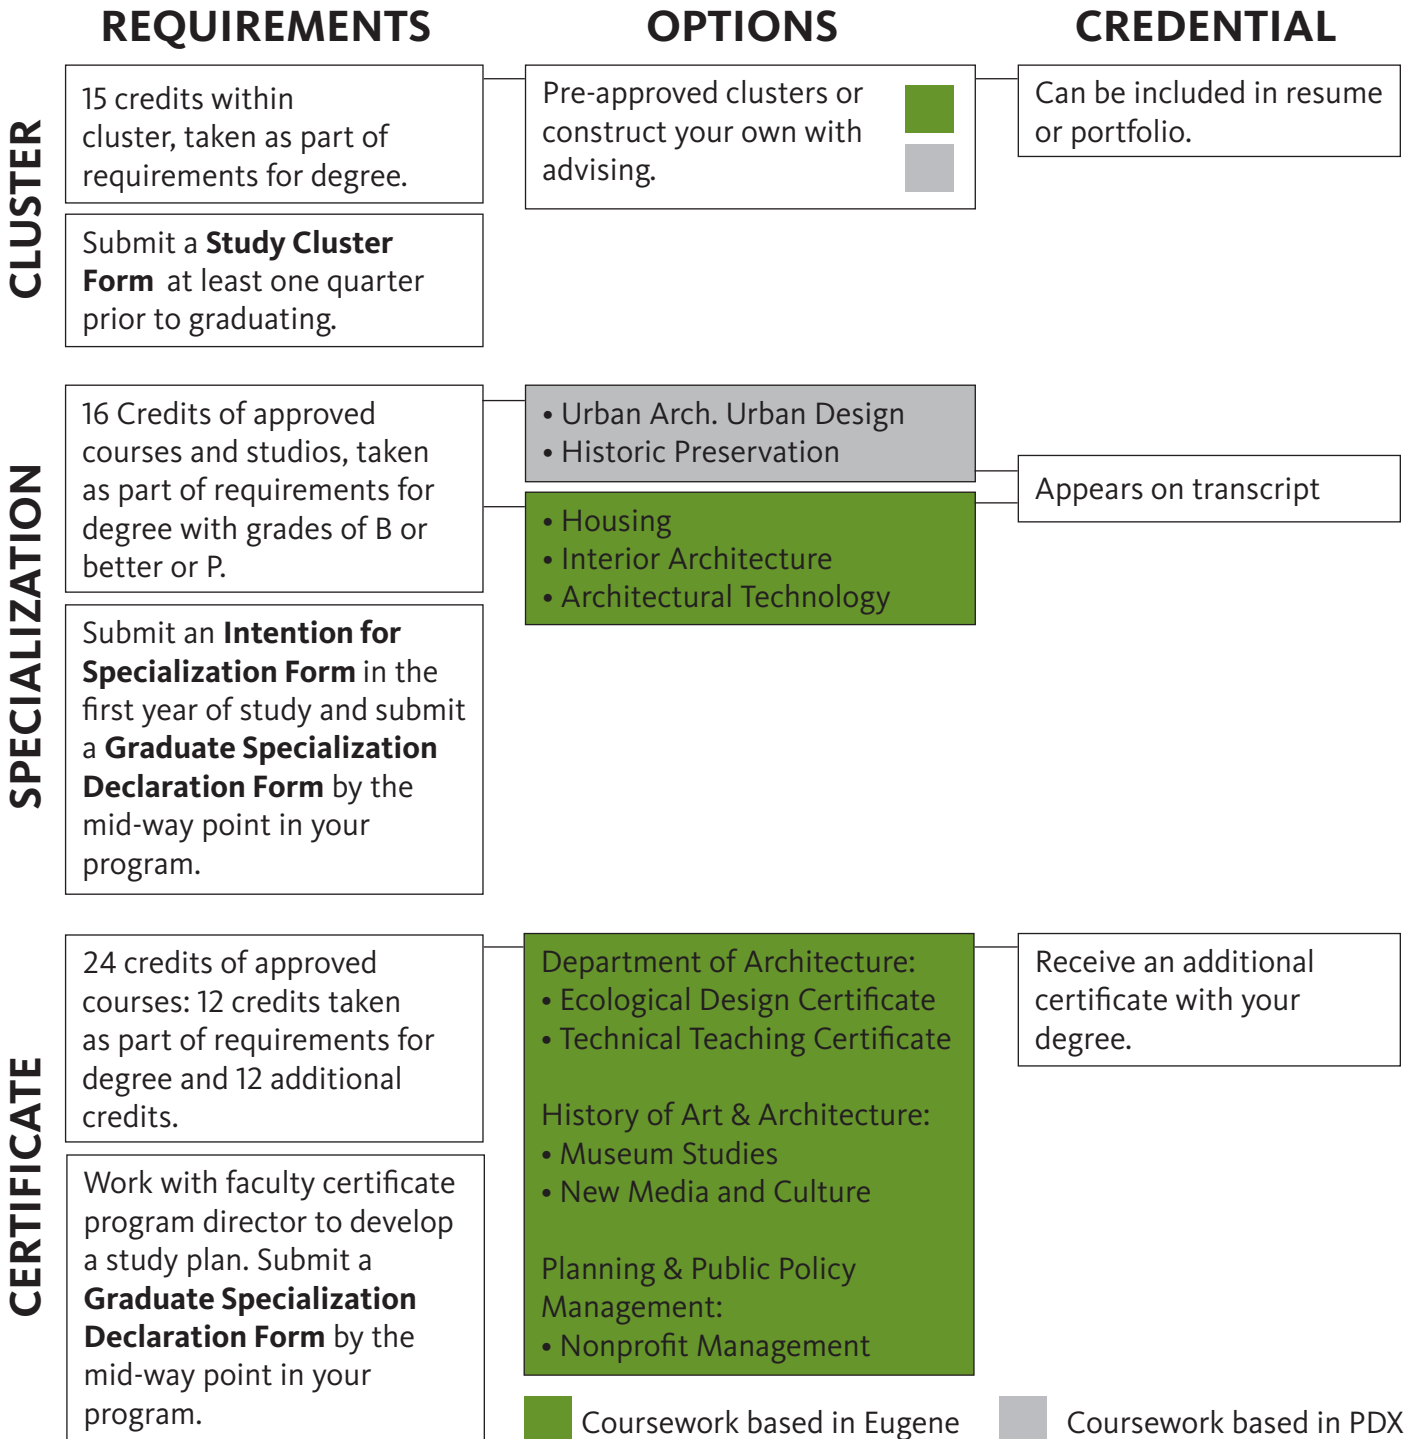 REQUIREMENTS
OPTIONS
CREDENTIAL
CLUSTER
15 credits within
cluster, taken as part of
requirements for degree.
Submit a Study Cluster
Form at least one quarter
prior to graduating.
Pre-approved clusters or
construct your own with
advising.
Can be included in resume
or portfolio.
SPECIALIZATION
16 Credits of approved
courses and studios, taken
as part of requirements for
degree with grades of B or
better or P.
Submit an Intention for
Specialization Form in the
first year of study and submit
a Graduate Specialization
Declaration Form by the
mid-way point in your
program.
• Urban Arch. Urban Design
• Historic Preservation
• Housing
• Interior Architecture
• Architectural Technology
Appears on transcript
CERTIFICATE
24 credits of approved
courses: 12 credits taken
as part of requirements for
degree and 12 additional
credits.
Work with faculty certificate
program director to develop
a study plan. Submit a
Graduate Specialization
Declaration Form by the
mid-way point in your
program.
Department of Architecture:
• Ecological Design Certificate
• Technical Teaching Certificate
History of Art & Architecture:
• Museum Studies
• New Media and Culture
Planning & Public Policy
Management:
• Nonprofit Management
Receive an additional
certificate with your
degree.
Coursework based in Eugene
Coursework based in PDX